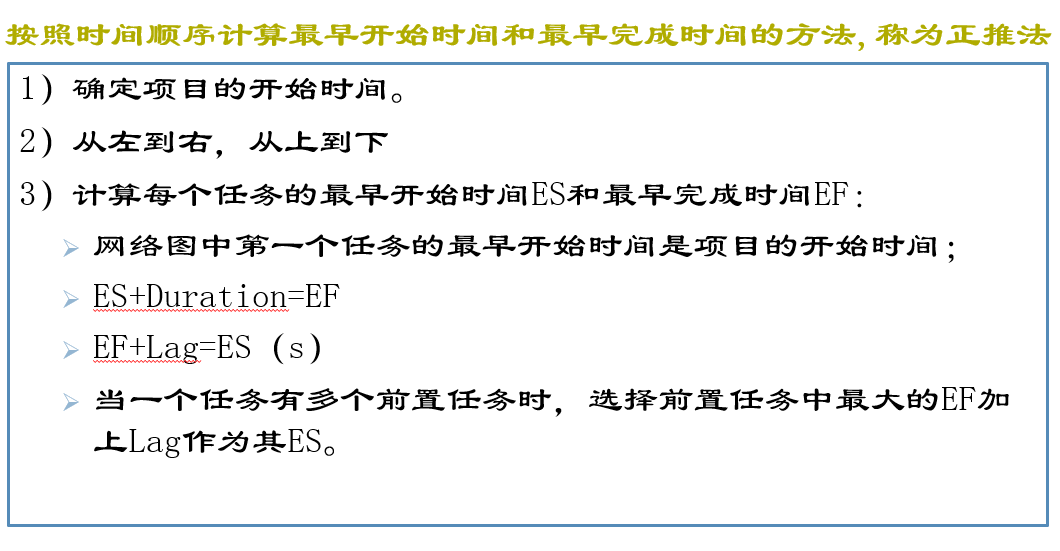 按照时间顺序计算最早开始时间和最早完成时间的方法,称为正推法
1）确定项目的开始时间。
2）从左到右，从上到下
3）计算每个任务的最早开始时间ES和最早完成时间EF：
网络图中第一个任务的最早开始时间是项目的开始时间；
ES+Duration=EF
EF+Lag=ES（s）
当一个任务有多个前置任务时，选择前置任务中最大的EF加
上Lag作为其ES。